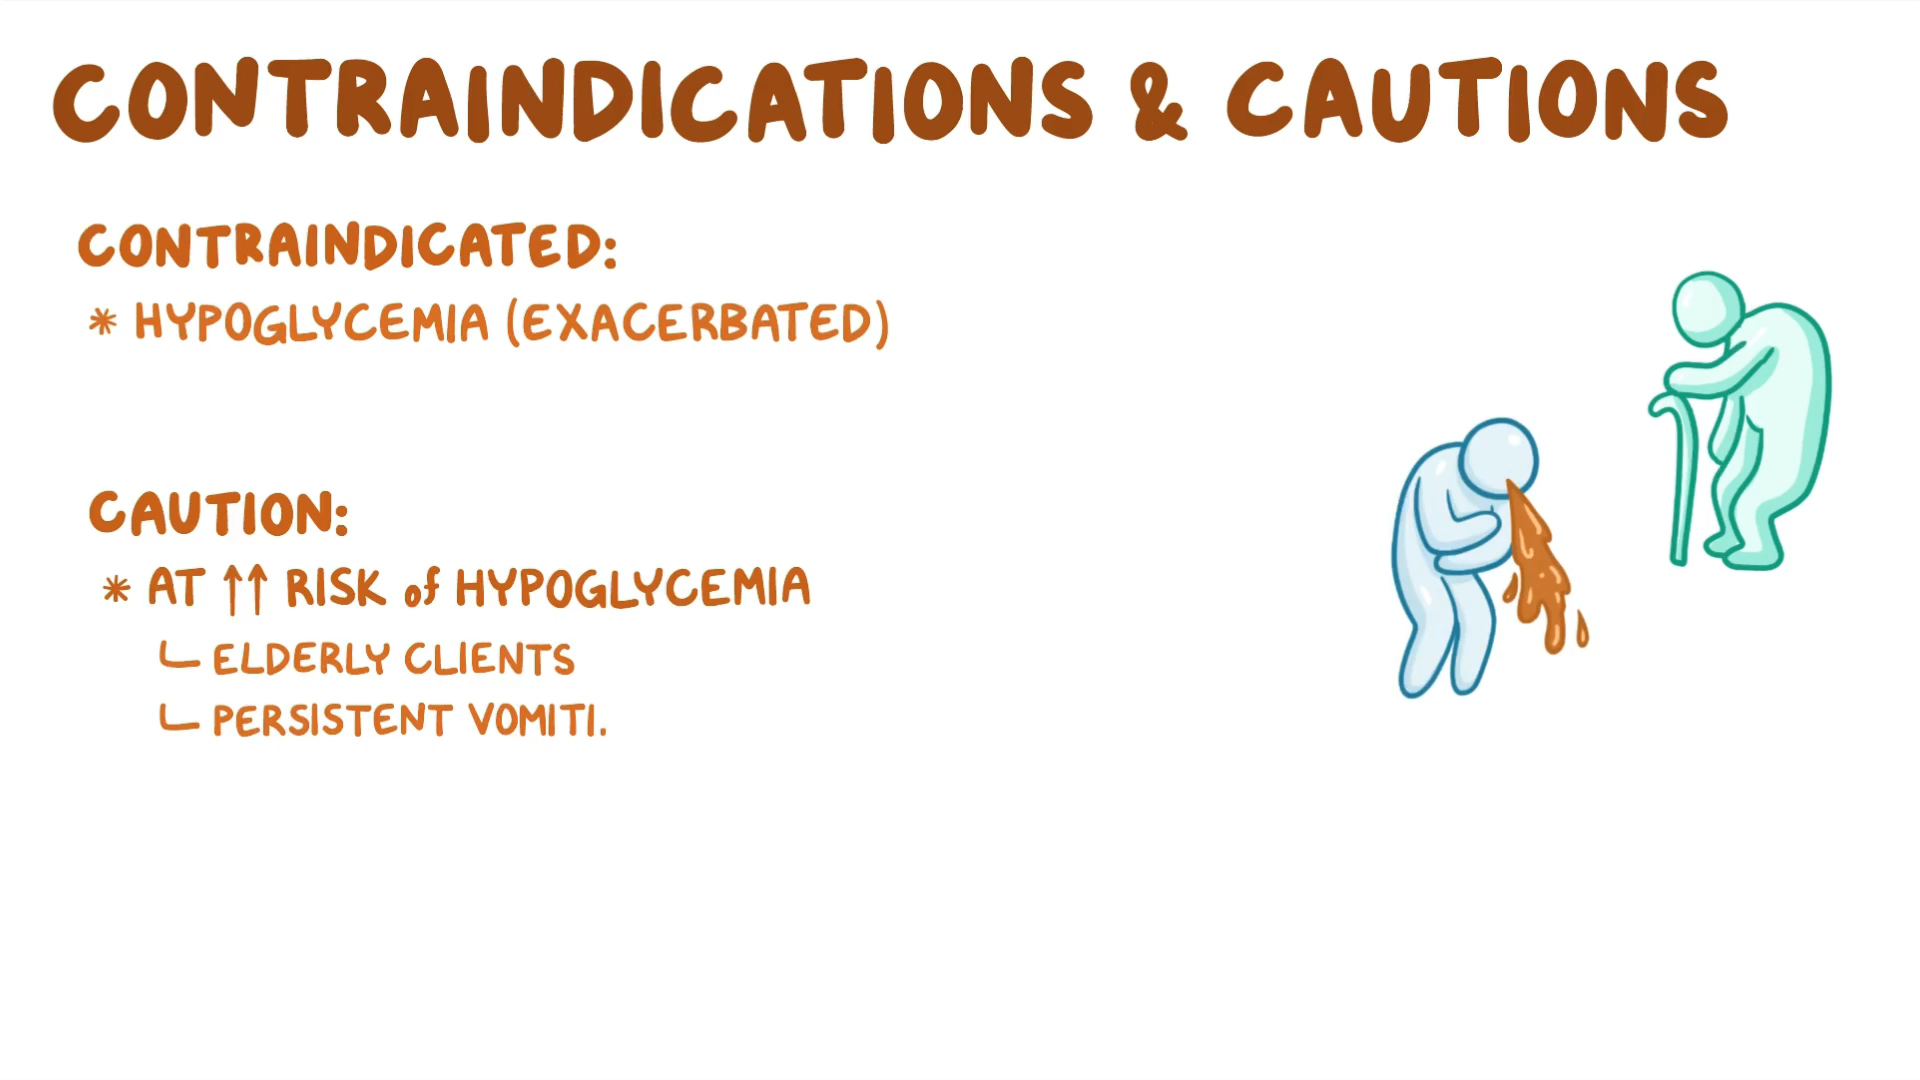 CONTRAINDICATIONS & CAUTIONS
CONTRAINDICATED:
* HYPOGLYCEMIA (EXACERBATED)
CAUTION:
* AT ↑↑ RISK of HYPOGLYCEMIA
ELDERLY CLIENTS
PERSISTENT VOMITI.